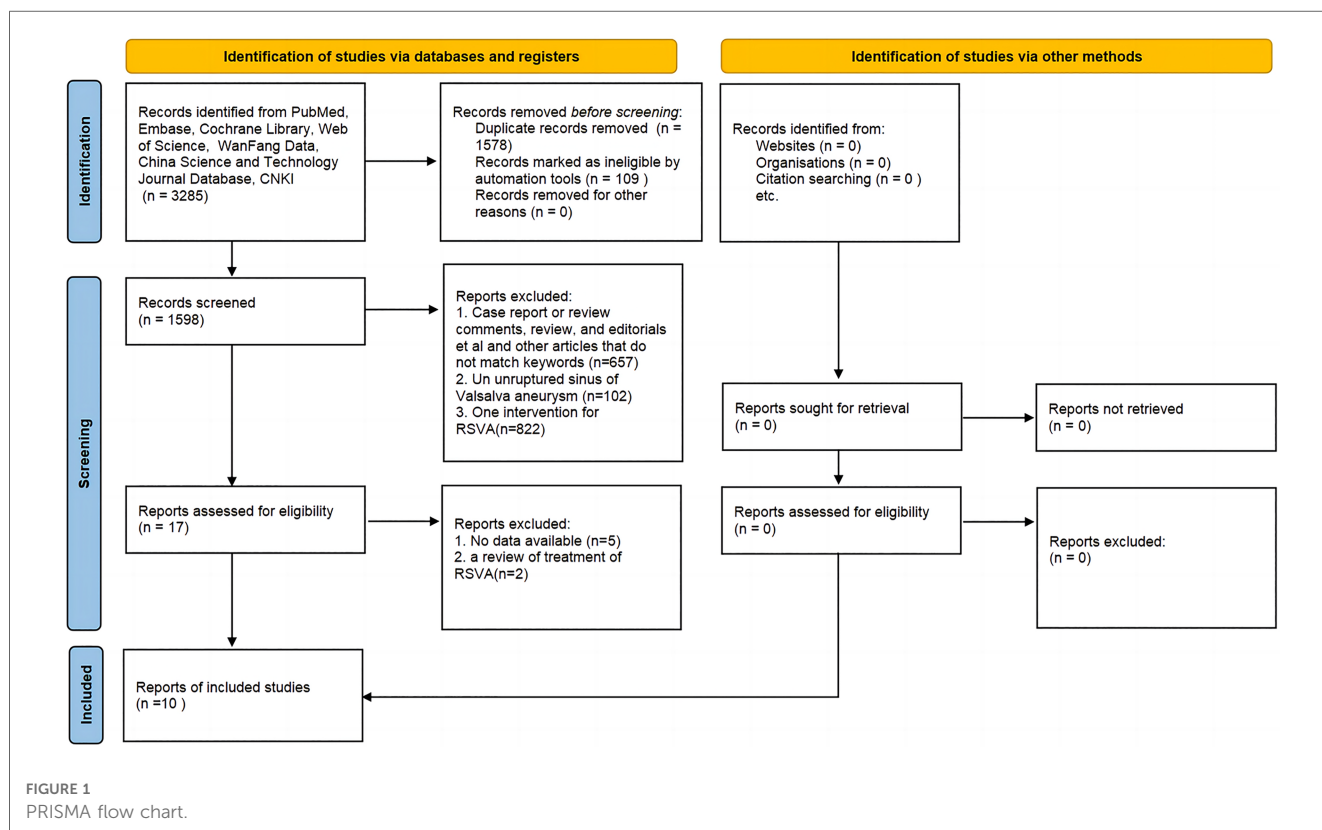 Identification of studies via databases and registers
Identification of studies via other methods
Identification
Records identified from PubMed,
Embase, Cochrane Library, Web
of Science, WanFang Data,
China Science and Technology
Journal Database, CNKI
(n = 3285)
Records removed before screening:
Duplicate records removed (n =
1578)
Records marked as ineligible by
automation tools (n = 109 )
Records removed for other
reasons (n = 0)
Records identified from:
Websites (n = 0)
Organisations (n = 0)
Citation searching (n = 0 )
etc.
Screening
Records screened
(n = 1598)
Reports excluded:
1. Case report or review
comments, review, and editorials
et al and other articles that do
not match keywords (n=657)
2. Un unruptured sinus of
Valsalva aneurysm (n=102)
3. One intervention for
RSVA(n=822)
Reports sought for retrieval
(n = 0)
Reports not retrieved
(n = 0)
Reports assessed for eligibility
(n = 17)
Reports excluded:
1. No data available (n=5)
2. a review of treatment of
RSVA(n=2)
Reports assessed for eligibility
(n = 0)
Reports excluded:
(n = 0)
Included
Reports of included studies
(n =10 )
FIGURE 1
PRISMA flow chart.